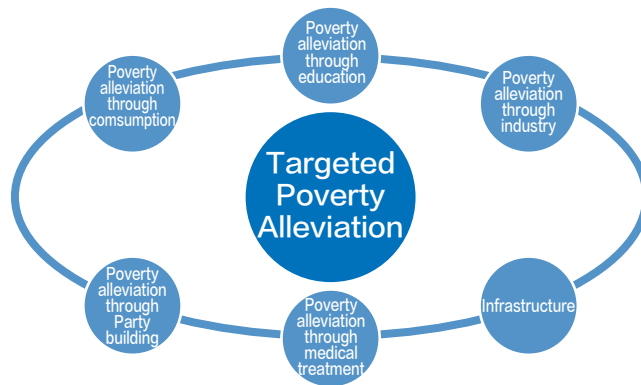 Poverty
alleviation
through
education
Poverty
alleviation
through
comsumption
Poverty
alleviation
through
industry
Targeted
Poverty
Alleviation
Poverty
alleviation
through
Party
building
Poverty
alleviation
through
medical
treatment
Infrastructure